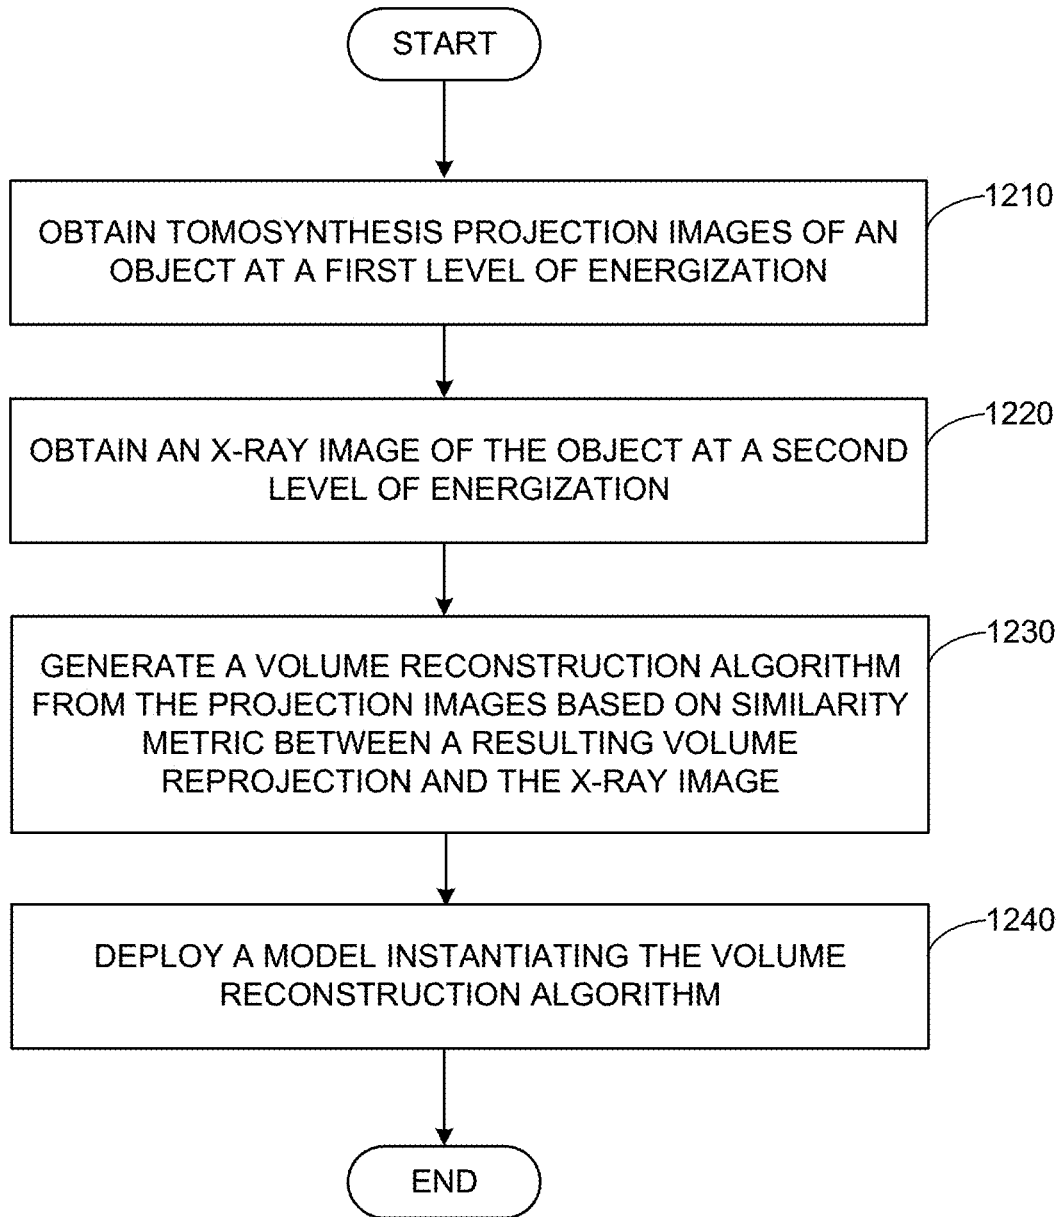 START
1210
OBTAIN TOMOSYNTHESIS PROJECTION IMAGES OF AN
OBJECT AT A FIRST LEVEL OF ENERGIZATION
1220
OBTAIN AN X-RAY IMAGE OF THE OBJECT AT A SECOND
LEVEL OF ENERGIZATION
1230
GENERATE A VOLUME RECONSTRUCTION ALGORITHM
FROM THE PROJECTION IMAGES BASED ON SIMILARITY
METRIC BETWEEN A RESULTING VOLUME
REPROJECTION AND THE X-RAY IMAGE
1240
DEPLOY A MODEL INSTANTIATING THE VOLUME
RECONSTRUCTION ALGORITHM
END